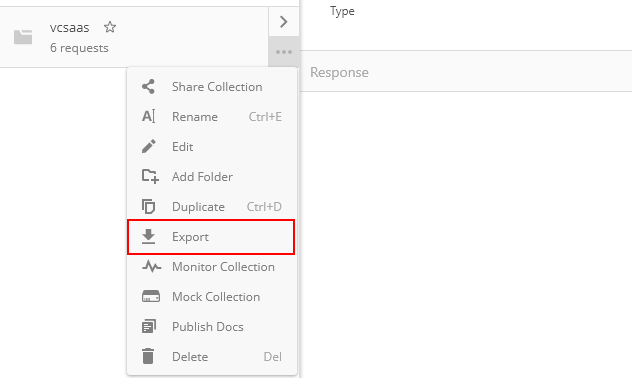 Type
vcsaas
6 requests
Response
Share Collection
Rename Ctrl+E
Edit
Add Folder
Duplicate Ctrl+D
Export
Monitor Collection
Mock Collection
Publish Docs
Delete Del